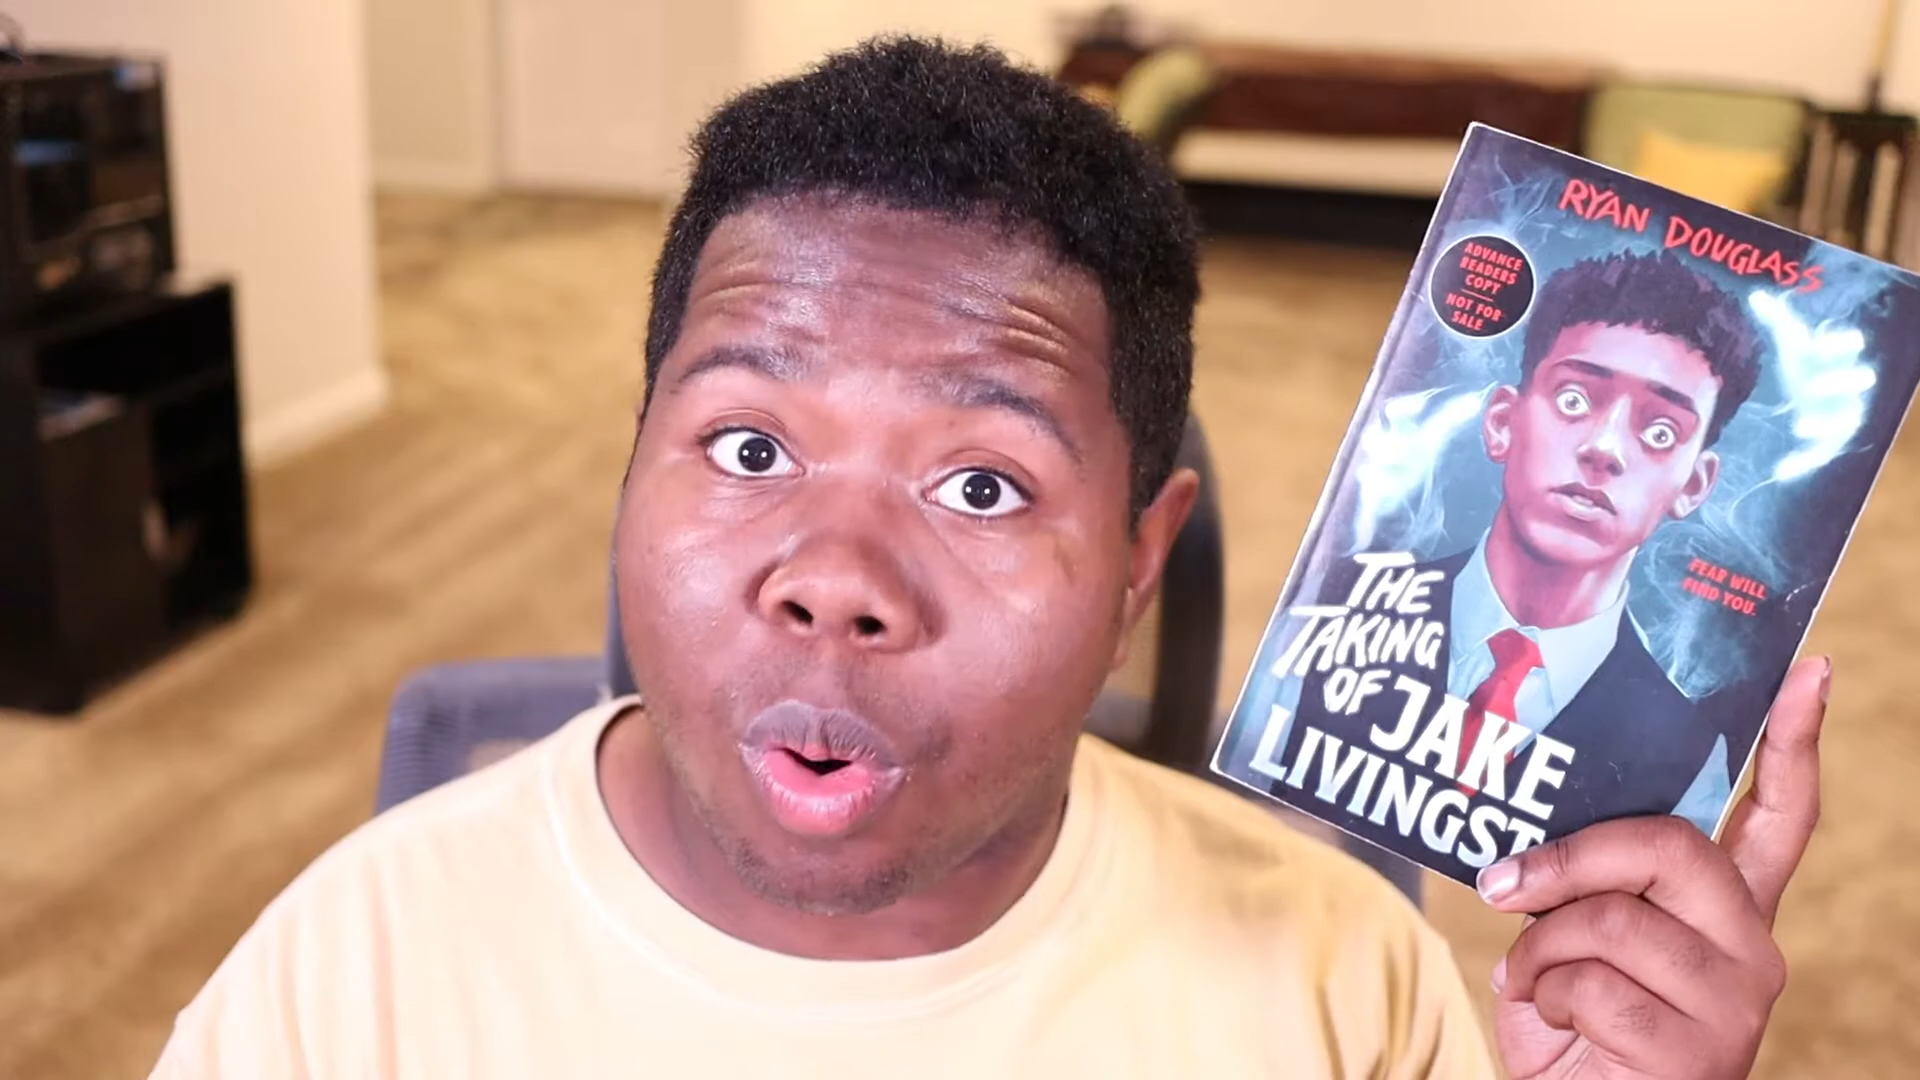 RYAN DOUGLASS
ADVANCE
READERS
COPY
NOT FOR
SALE
FEAR WILL
FIND YOU.
THE
TAKING
OF JAKE
LIVINGST